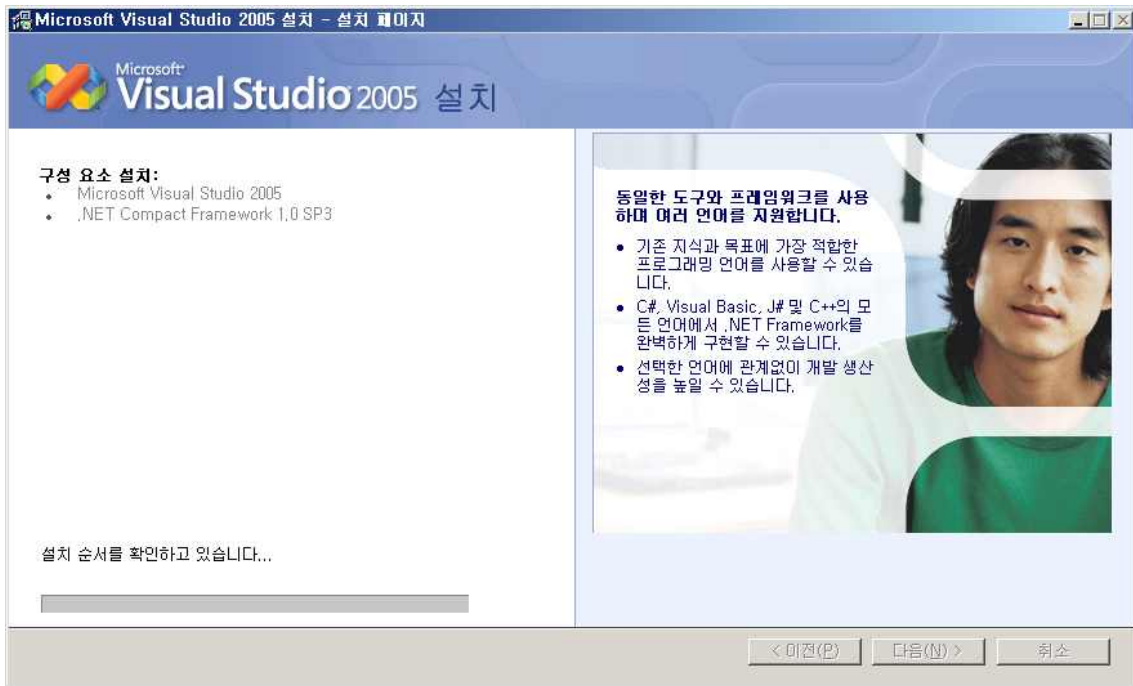 Microsoft Visual Studio 2005 설치 - 설치 페이지
Microsoft
Visual Studio 2005 설치
구성 요소 설치:
• Microsoft Visual Studio 2005
• .NET Compact Framework 1.0 SP3
설치 순서를 확인하고 있습니다...
동일한 도구와 프레임워크를 사용
하며 여러 언어를 지원합니다.
• 기존 지식과 목표에 가장 적합한
프로그래밍 언어를 사용할 수 있습
니다.
• C#, Visual Basic, J# 및 C++의 모
든 언어에서 .NET Framework를
완벽하게 구현할 수 있습니다.
• 선택한 언어에 관계없이 개발 생산
성을 높일 수 있습니다.
< 이전(P)
다음(N) >
취소